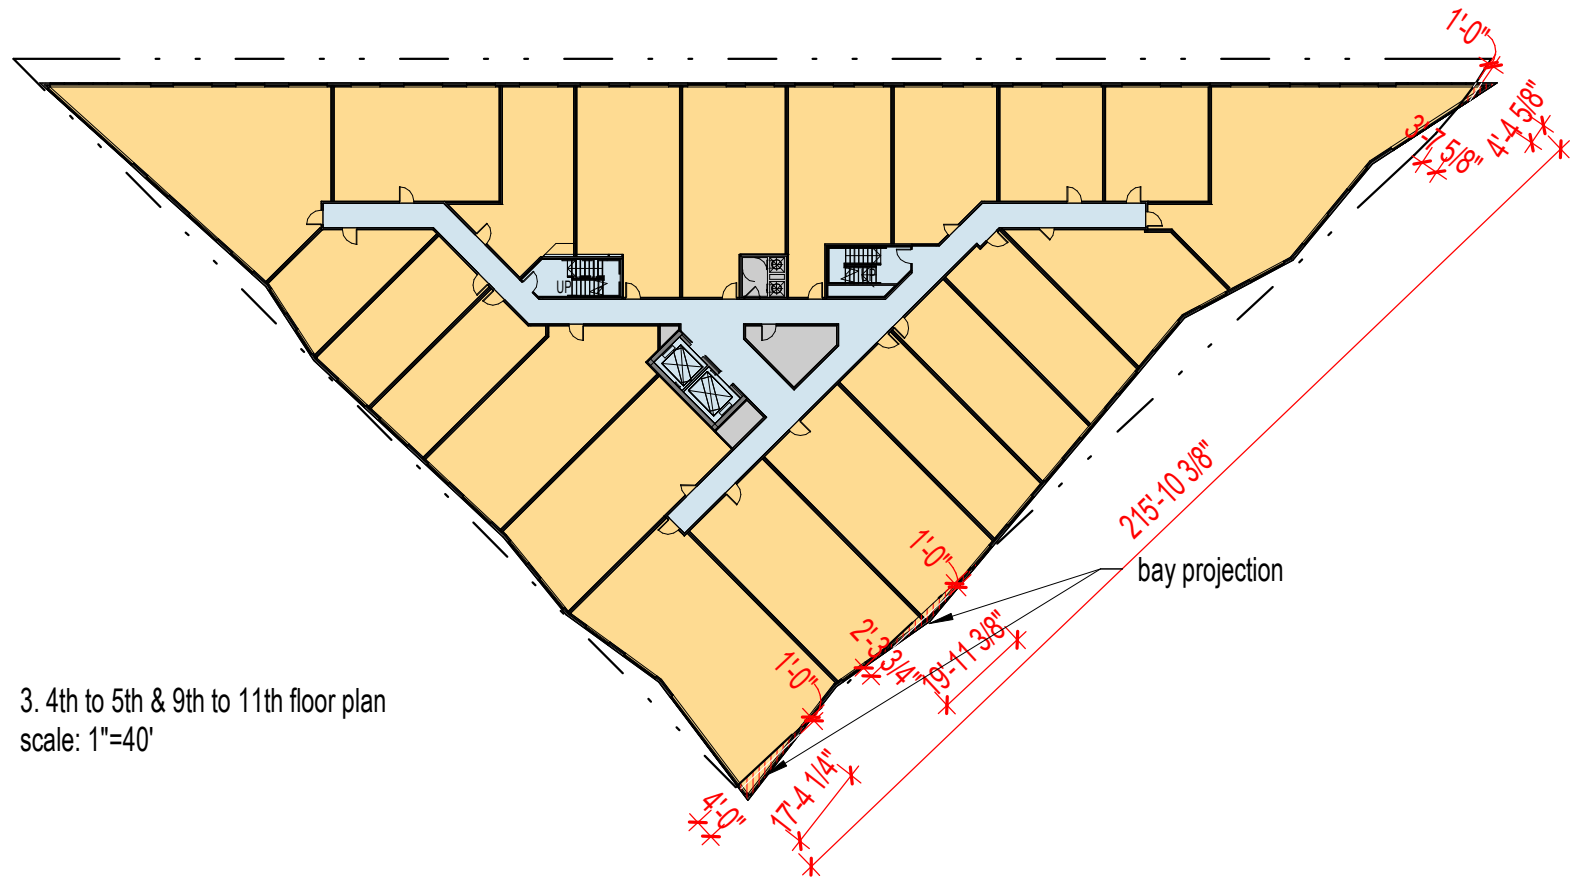 1'-0"
4'-4 5/8"
3'-7 5/8"
UP
215'-10 3/8"
1'-0"
bay projection
2'-3 3/4"
19'-11 3/8"
1'-0"
3. 4th to 5th & 9th to 11th floor plan
scale: 1"=40'
17'-4 1/4"
4'-0"